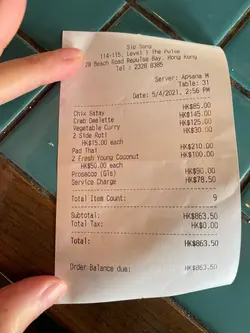 Sip Song
114-115, Level 1 The Pulse
28 Beach Road Repulse Bay, Hong Kong
Tel : 2328 8385
Server: Apsana M
Table: 31
Date: 5/4/2021, 2:56 PM
Chix Satay HK$85.00
Crab Omelette HK$145.00
Vegetable Curry HK$125.00
2 Side Roti HK$30.00
HK$15.00 each
Pad Thai HK$210.00
2 Fresh Young Coconut HK$100.00
HK$50.00 each
Prosecco (Gls) HK$90.00
Service Charge HK$78.50
Total Item Count: 9
Subtotal: HK$863.50
Total Tax: HK$0.00
Total: HK$863.50
Order Balance due: HK$863.50